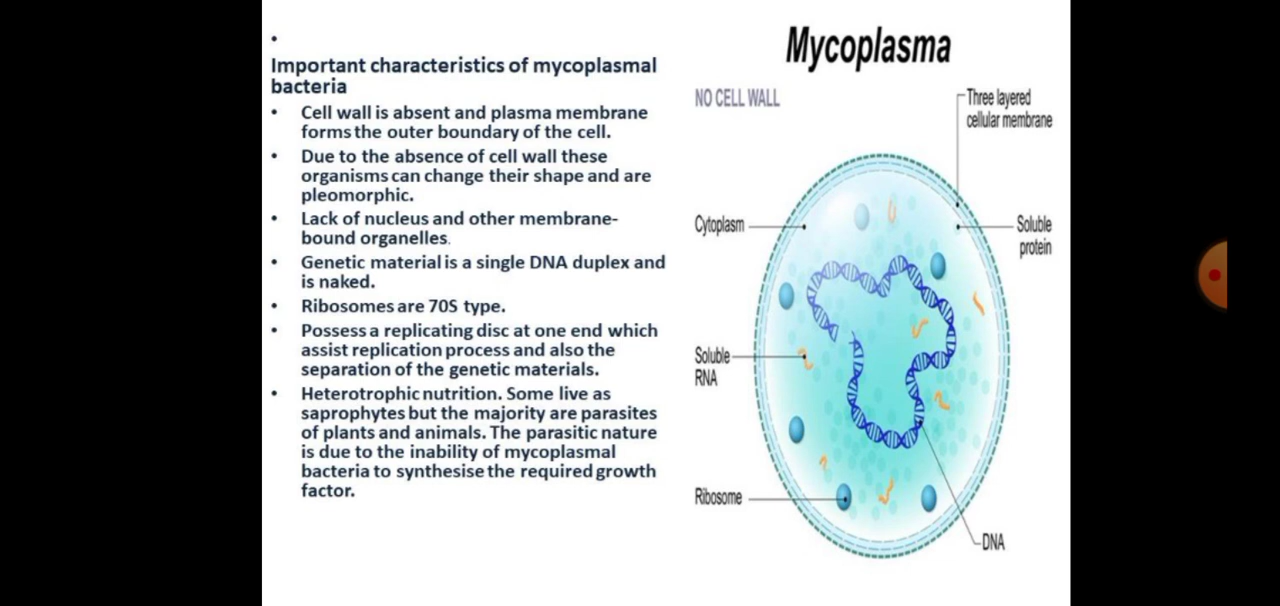 Important characteristics of mycoplasmal
bacteria
• Cell wall is absent and plasma membrane
forms the outer boundary of the cell.
• Due to the absence of cell wall these
organisms can change their shape and are
pleomorphic.
• Lack of nucleus and other membrane-
bound organelles.
• Genetic material is a single DNA duplex and
is naked.
• Ribosomes are 70S type.
• Possess a replicating disc at one end which
assist replication process and also the
separation of the genetic materials.
• Heterotrophic nutrition. Some live as
saprophytes but the majority are parasites
of plants and animals. The parasitic nature
is due to the inability of mycoplasmal
bacteria to synthesise the required growth
factor.
Mycoplasma
NO CELL WALL
Three layered
cellular membrane
Cytoplasm
Soluble
protein
Soluble
RNA
Ribosome
DNA